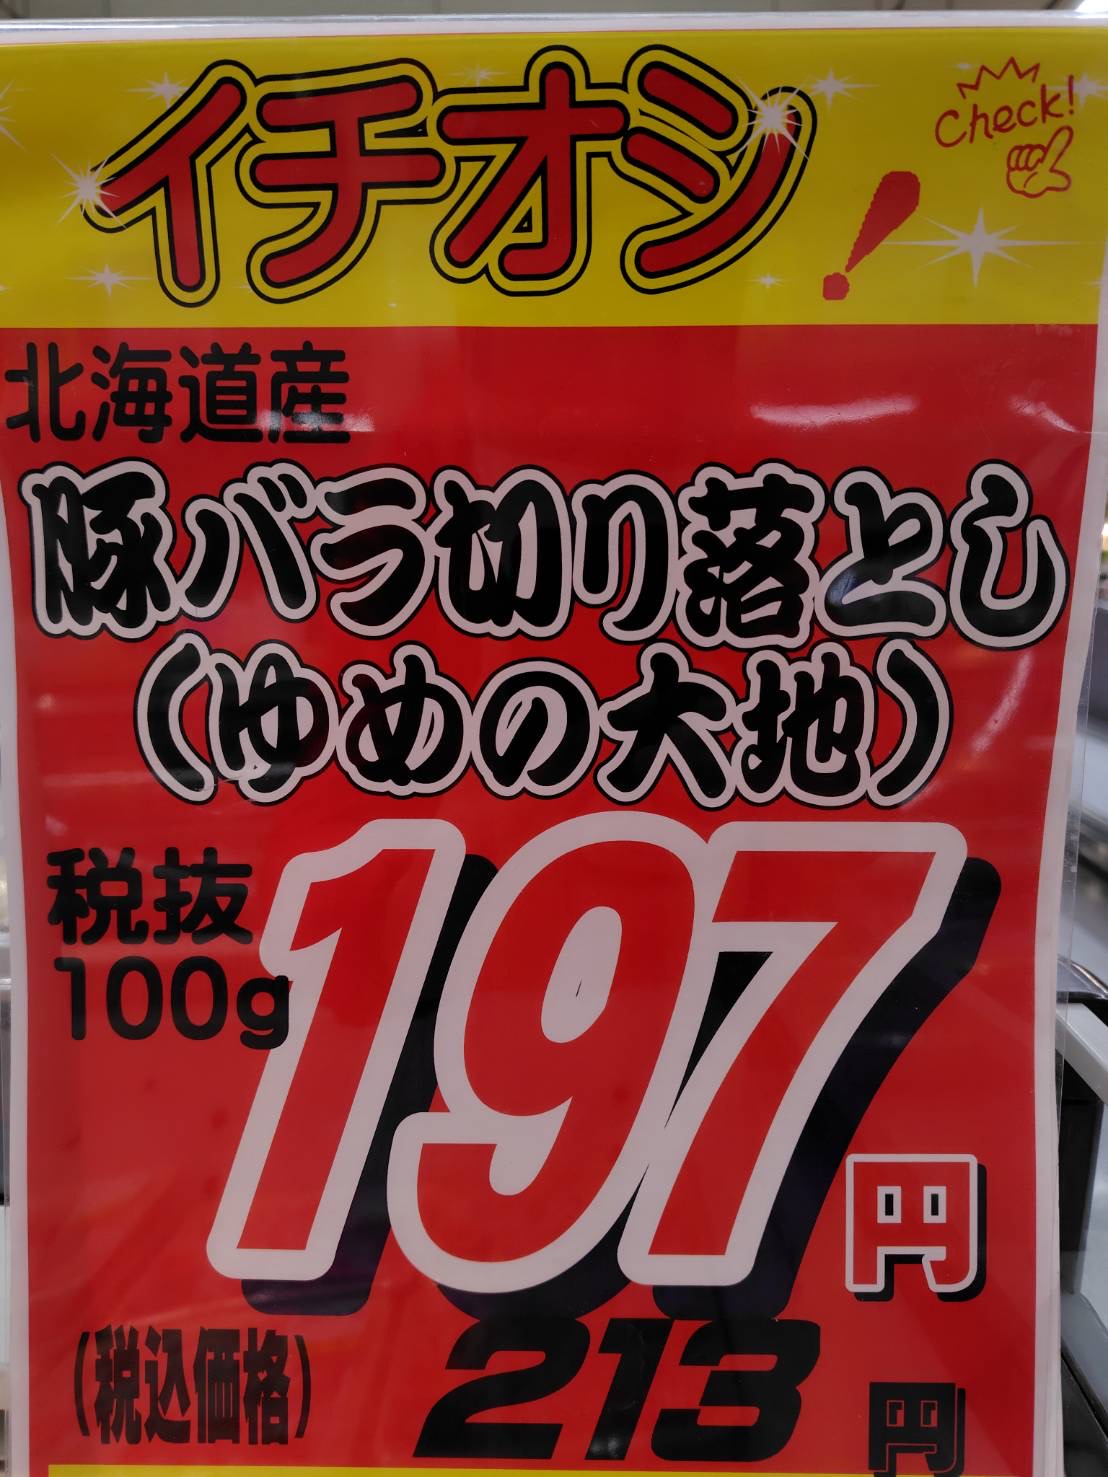 イチオシ!
Check!
北海道産
豚バラ切り落とし
(ゆめの大地)
税抜
100g
197円
(税込価格)
213円